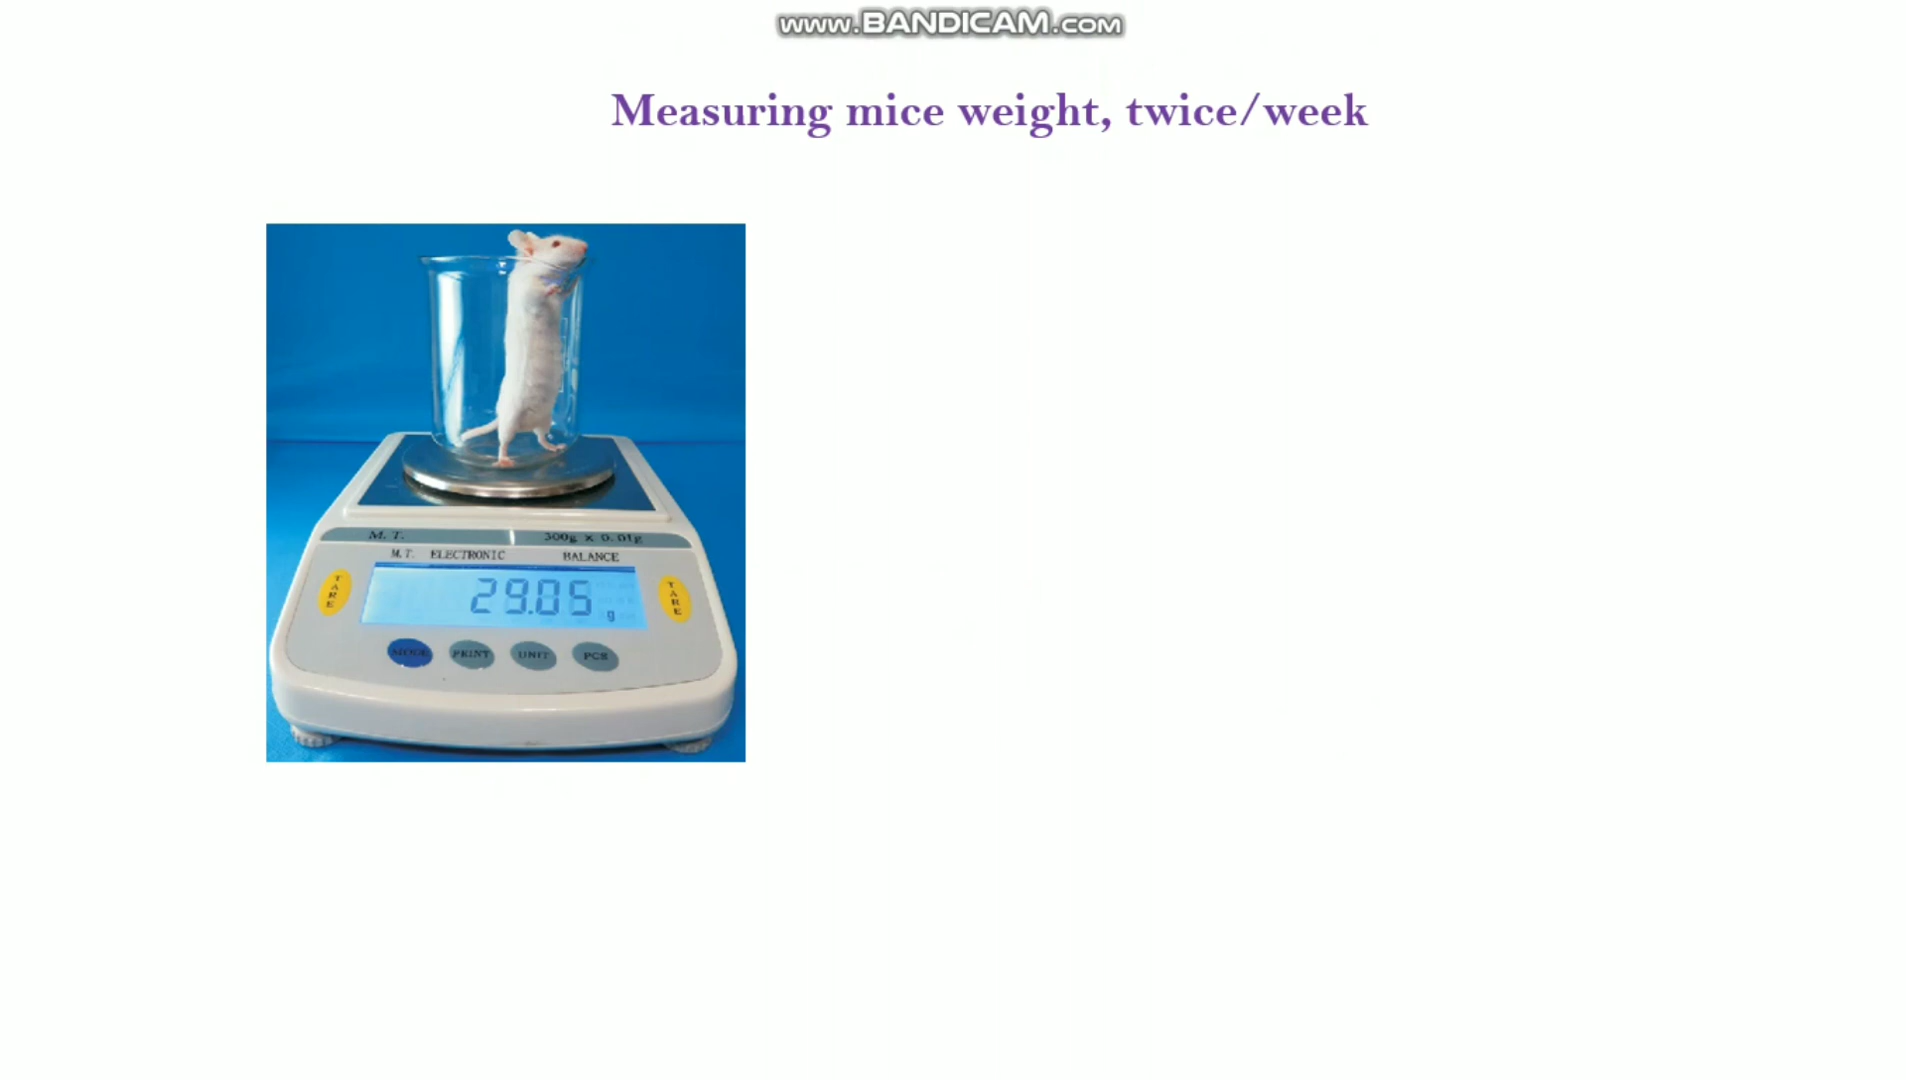 www.BANDICAM.com
Measuring mice weight, twice/week
M.T. 300g x 0.01g
M.T. ELECTRONIC BALANCE
TARE
29.05 g
TARE
MODE PRINT UNIT PCS